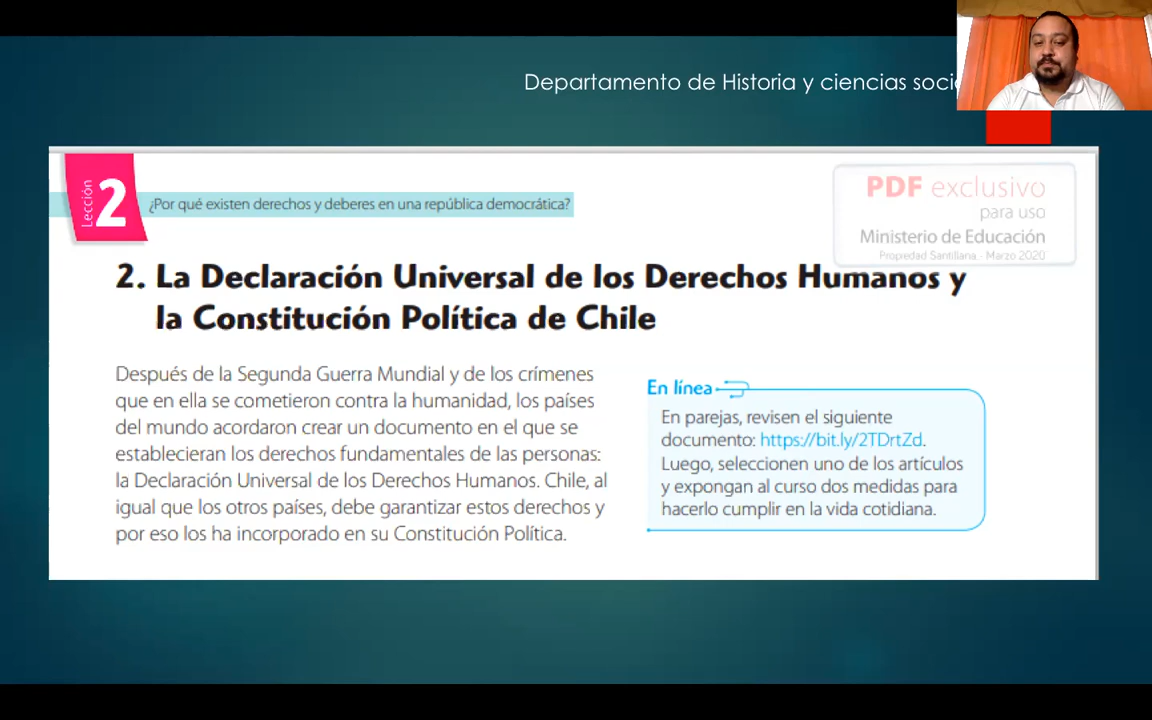 Departamento de Historia y ciencias
Lección
2
¿Por qué existen derechos y deberes en una república democrática?
PDF exclusivo
para uso
Ministerio de Educación
Propiedad Santillana.- Marzo 2020
2. La Declaración Universal de los Derechos Humanos y
la Constitución Política de Chile
Después de la Segunda Guerra Mundial y de los crímenes
que en ella se cometieron contra la humanidad, los países
del mundo acordaron crear un documento en el que se
establecieran los derechos fundamentales de las personas:
la Declaración Universal de los Derechos Humanos. Chile, al
igual que los otros países, debe garantizar estos derechos y
por eso los ha incorporado en su Constitución Política.
En línea
En parejas, revisen el siguiente
documento: https://bit.ly/2TDrtZd.
Luego, seleccionen uno de los artículos
y expongan al curso dos medidas para
hacerlo cumplir en la vida cotidiana.